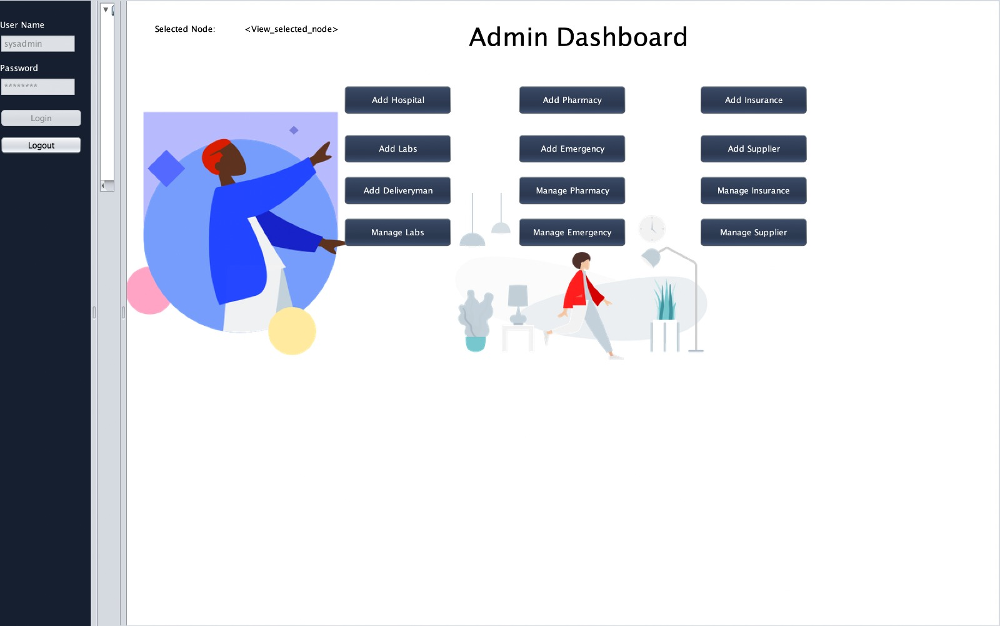 User Name
sysadmin
Password
********
Login
Logout
Selected Node: <View_selected_node>
Admin Dashboard
Add Hospital Add Pharmacy Add Insurance
Add Labs Add Emergency Add Supplier
Add Deliveryman Manage Pharmacy Manage Insurance
Manage Labs Manage Emergency Manage Supplier